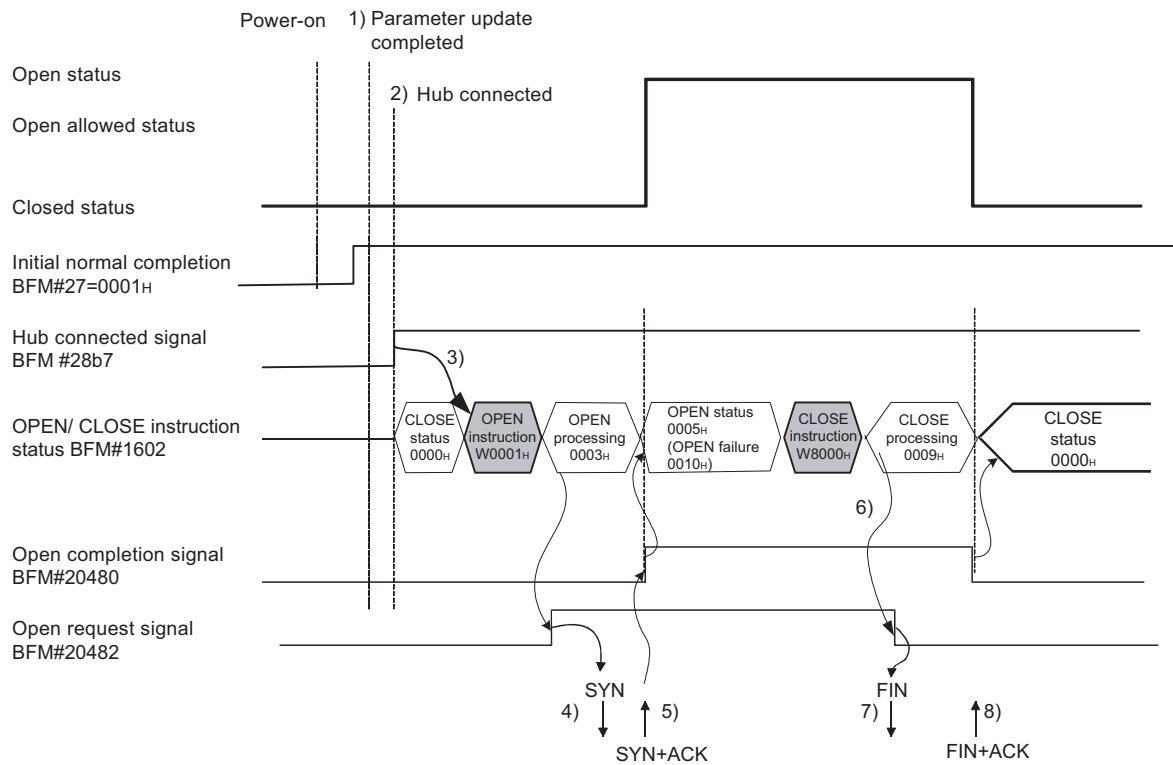 Power-on
1) Parameter update
completed
Open status
2) Hub connected
Open allowed status
Closed status
Initial normal completion
BFM#27=0001H
Hub connected signal
BFM #28b7
3)
OPEN/ CLOSE instruction
status BFM#1602
CLOSE
status
0000H
OPEN
instruction
W0001H
OPEN
processing
0003H
OPEN status
0005H
(OPEN failure
0010H)
CLOSE
instruction
W8000H
CLOSE
processing
0009H
CLOSE
status
0000H
6)
Open completion signal
BFM#20480
Open request signal
BFM#20482
SYN
FIN
4)
5)
7)
8)
SYN+ACK
FIN+ACK